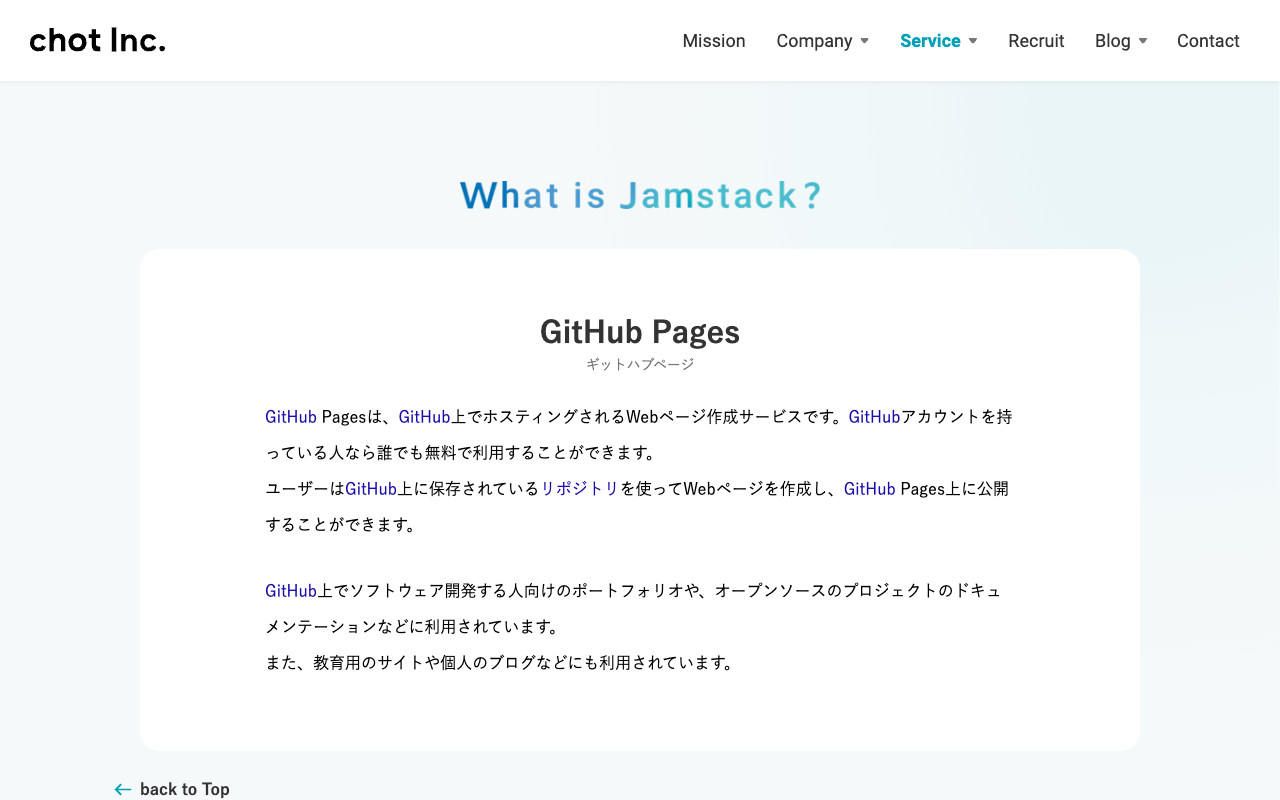 chot Inc.
Mission Company Service Recruit Blog Contact
What is Jamstack?
GitHub Pages
ギットハブページ
GitHub Pagesは、GitHub上でホスティングされるWebページ作成サービスです。GitHubアカウントを持
っている人なら誰でも無料で利用することができます。
ユーザーはGitHub上に保存されているリポジトリを使ってWebページを作成し、GitHub Pages上に公開
することができます。
GitHub上でソフトウェア開発する人向けのポートフォリオや、オープンソースのプロジェクトのドキュ
メンテーションなどに利用されています。
また、教育用のサイトや個人のブログなどにも利用されています。
← back to Top